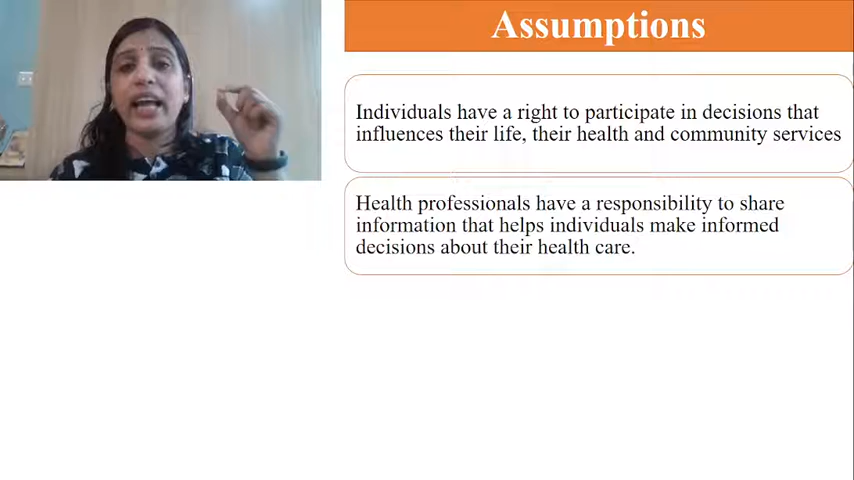 Assumptions
Individuals have a right to participate in decisions that
influences their life, their health and community services
Health professionals have a responsibility to share
information that helps individuals make informed
decisions about their health care.